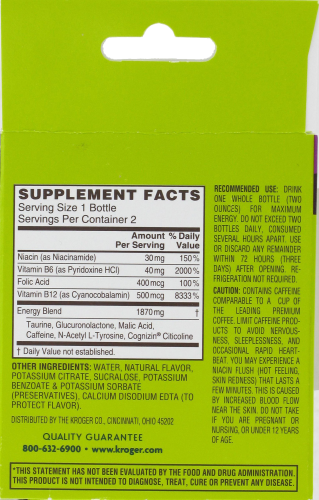 SUPPLEMENT FACTS
Serving Size 1 Bottle
Servings Per Container 2
Amount Per Serving % Daily Value
Niacin (as Niacinamide) 30mg 150%
Vitamin B6 (as Pyridoxine HCl) 40mg 2000%
Folic Acid 400mcg 100%
Vitamin B12 (as Cyanocobalamin) 500mcg 8333%
Energy Blend 1870mg †
Taurine, Glucuronolactone, Malic Acid,
Caffeine, N-Acetyl L-Tyrosine, Cognizin® Citicoline
† Daily Value not established.
OTHER INGREDIENTS: WATER, NATURAL FLAVOR,
POTASSIUM CITRATE, SUCRALOSE, POTASSIUM
BENZOATE & POTASSIUM SORBATE
(PRESERVATIVES), CALCIUM DISODIUM EDTA (TO
PROTECT FLAVOR).
DISTRIBUTED BY THE KROGER CO., CINCINNATI, OHIO 45202
QUALITY GUARANTEE
800-632-6900 • www.kroger.com
RECOMMENDED USE: DRINK
ONE WHOLE BOTTLE (TWO
OUNCES) FOR MAXIMUM
ENERGY. DO NOT EXCEED TWO
BOTTLES DAILY, CONSUMED
SEVERAL HOURS APART. USE
OR DISCARD ANY REMAINDER
WITHIN 72 HOURS (THREE
DAYS) AFTER OPENING. RE-
FRIGERATION NOT REQUIRED.
CAUTION: CONTAINS CAFFEINE
COMPARABLE TO A CUP OF
THE LEADING PREMIUM
COFFEE. LIMIT CAFFEINE PROD-
UCTS TO AVOID NERVOUS-
NESS, SLEEPLESSNESS, AND
OCCASIONAL RAPID HEART-
BEAT. YOU MAY EXPERIENCE A
NIACIN FLUSH (HOT FEELING,
SKIN REDNESS) THAT LASTS A
FEW MINUTES. THIS IS CAUSED
BY INCREASED BLOOD FLOW
NEAR THE SKIN. DO NOT TAKE
IF YOU ARE PREGNANT OR
NURSING, OR UNDER 12 YEARS
OF AGE.
*THIS STATEMENT HAS NOT BEEN EVALUATED BY THE FOOD AND DRUG ADMINISTRATION.
THIS PRODUCT IS NOT INTENDED TO DIAGNOSE, TREAT, CURE OR PREVENT ANY DISEASE.